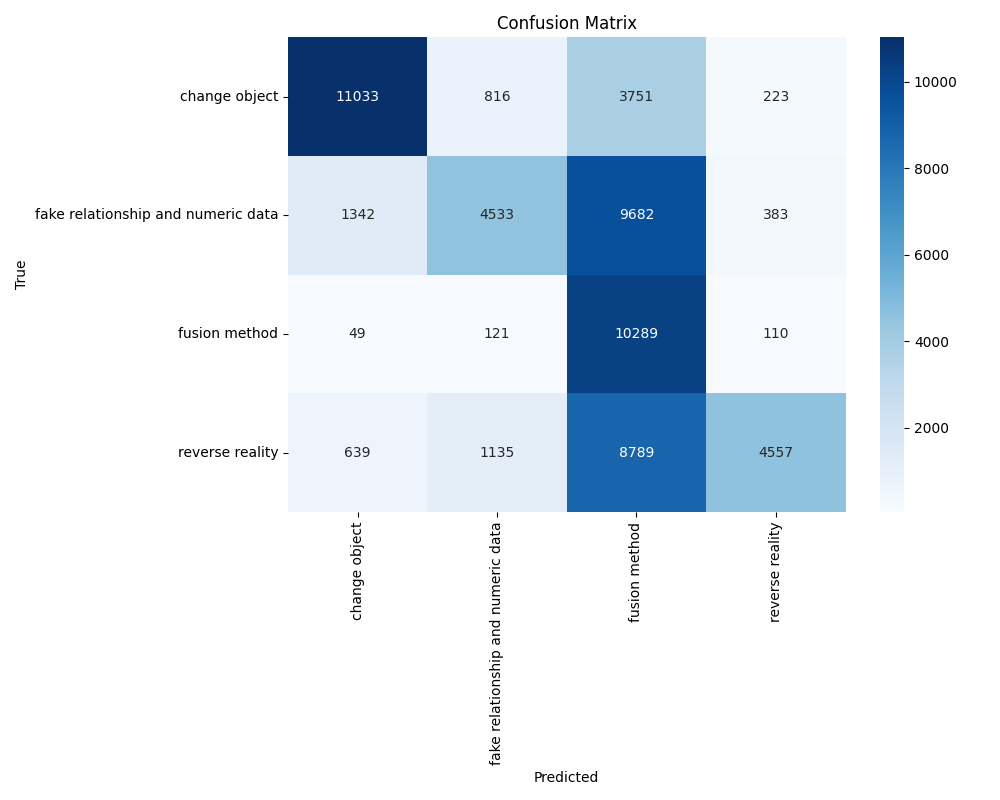 Confusion Matrix
change object 11033 816 3751 223
fake relationship and numeric data 1342 4533 9682 383
fusion method 49 121 10289 110
reverse reality 639 1135 8789 4557
True
change object
fake relationship and numeric data
fusion method
reverse reality
Predicted
10000
8000
6000
4000
2000